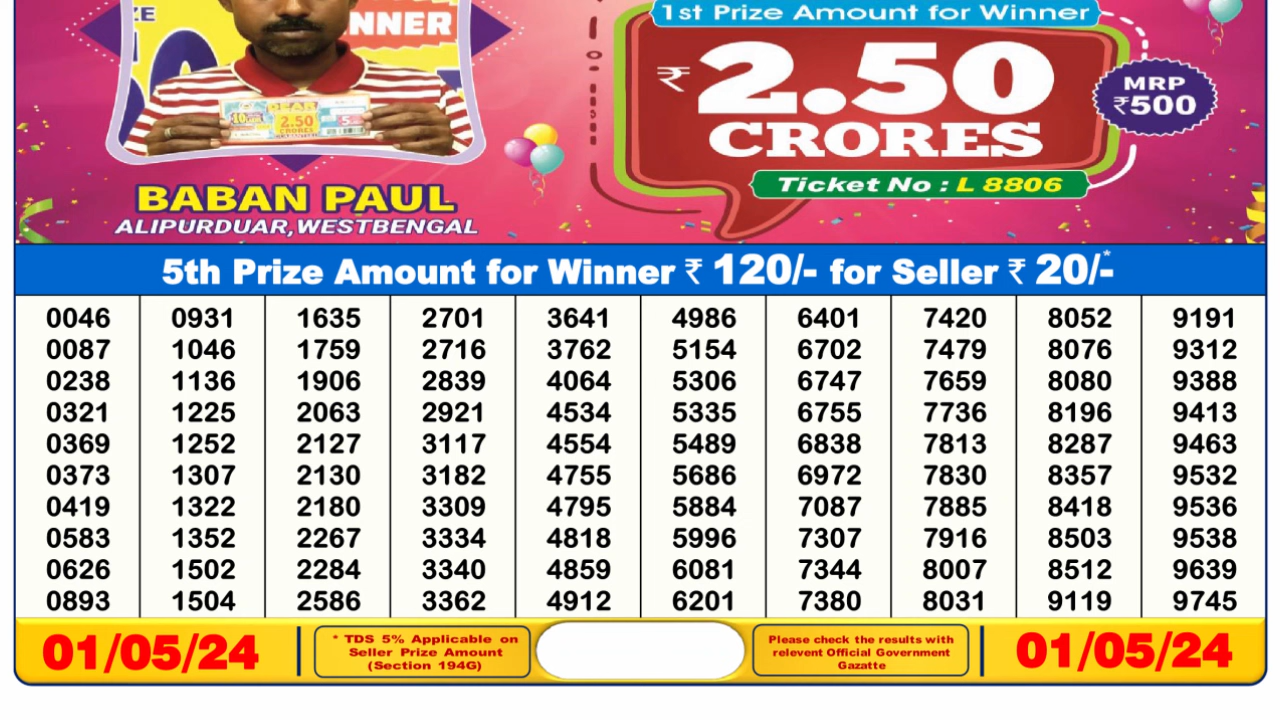 ZE
NNER
DEAR
10
2.50
CRORES
5
BABAN PAUL
ALIPURDUAR,WESTBENGAL
1st Prize Amount for Winner
₹2.50
CRORES
MRP
₹500
Ticket No : L 8806
5th Prize Amount for Winner ₹ 120/- for Seller ₹ 20/-*
0046 0931 1635 2701 3641 4986 6401 7420 8052 9191
0087 1046 1759 2716 3762 5154 6702 7479 8076 9312
0238 1136 1906 2839 4064 5306 6747 7659 8080 9388
0321 1225 2063 2921 4534 5335 6755 7736 8196 9413
0369 1252 2127 3117 4554 5489 6838 7813 8287 9463
0373 1307 2130 3182 4755 5686 6972 7830 8357 9532
0419 1322 2180 3309 4795 5884 7087 7885 8418 9536
0583 1352 2267 3334 4818 5996 7307 7916 8503 9538
0626 1502 2284 3340 4859 6081 7344 8007 8512 9639
0893 1504 2586 3362 4912 6201 7380 8031 9119 9745
01/05/24
* TDS 5% Applicable on
Seller Prize Amount
(Section 194G)
Please check the results with
relevent Official Government
Gazatte
01/05/24